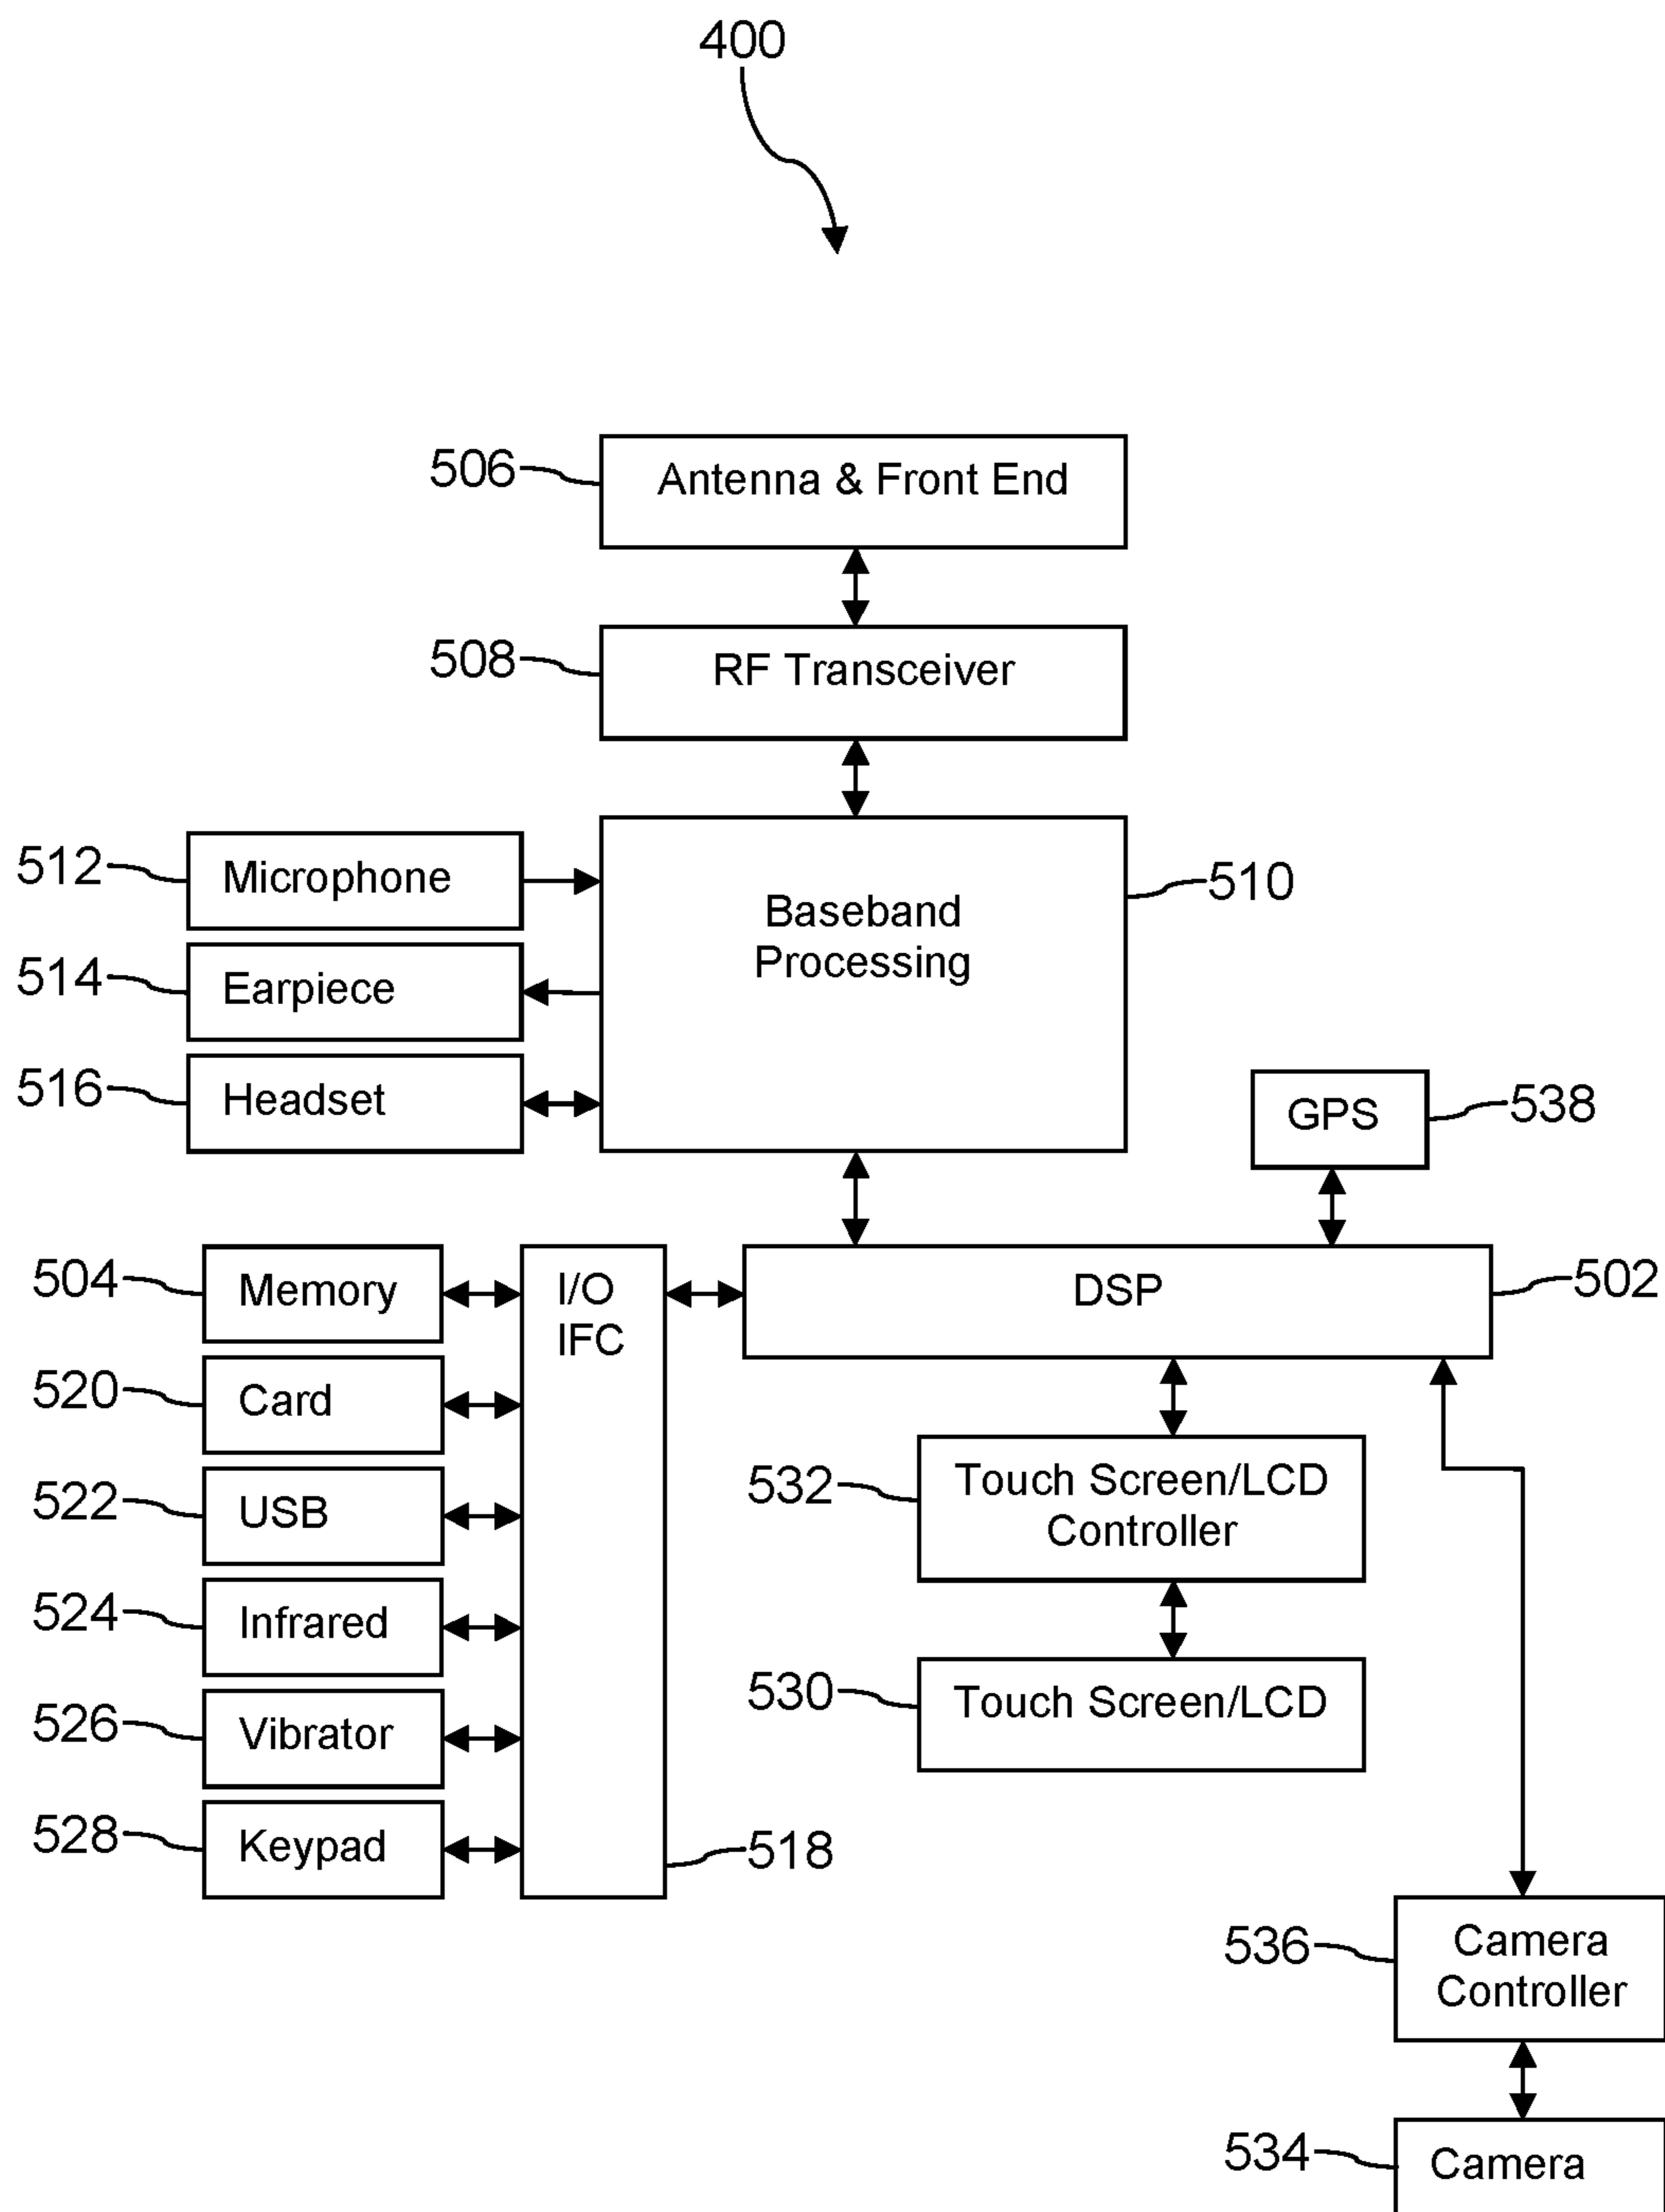 400
506
Antenna & Front End
508
RF Transceiver
512
Microphone
Baseband
Processing
510
514
Earpiece
516
Headset
GPS
538
504
Memory
I/O
IFC
DSP
502
520
Card
522
USB
532
Touch Screen/LCD
Controller
524
Infrared
530
Touch Screen/LCD
526
Vibrator
528
Keypad
518
536
Camera
Controller
534
Camera